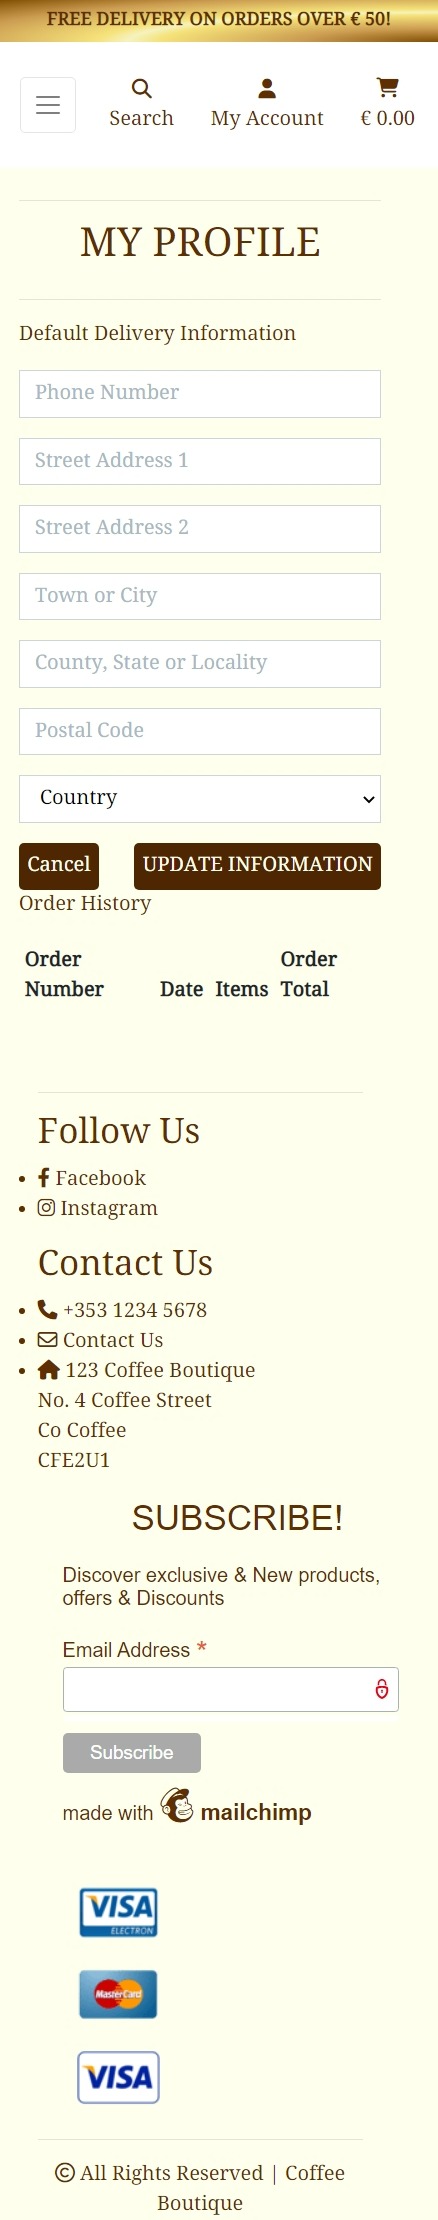 FREE DELIVERY ON ORDERS OVER € 50!
Search
My Account
€ 0.00
MY PROFILE
Default Delivery Information
Phone Number
Street Address 1
Street Address 2
Town or City
County, State or Locality
Postal Code
Country
Cancel
UPDATE INFORMATION
Order History
Order Number Date Items Order Total
Follow Us
Facebook
Instagram
Contact Us
+353 1234 5678
Contact Us
123 Coffee Boutique
No. 4 Coffee Street
Co Coffee
CFE2U1
SUBSCRIBE!
Discover exclusive & New products,
offers & Discounts
Email Address *
Subscribe
made with mailchimp
VISA
ELECTRON
MasterCard
VISA
© All Rights Reserved | Coffee
Boutique